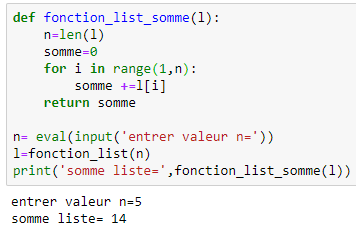 def fonction_list_somme(l):
    n=len(l)
    somme=0
    for i in range(1,n):
        somme +=l[i]
    return somme

n= eval(input('entrer valeur n='))
l=fonction_list(n)
print('somme liste=',fonction_list_somme(l))
entrer valeur n=5
somme liste= 14